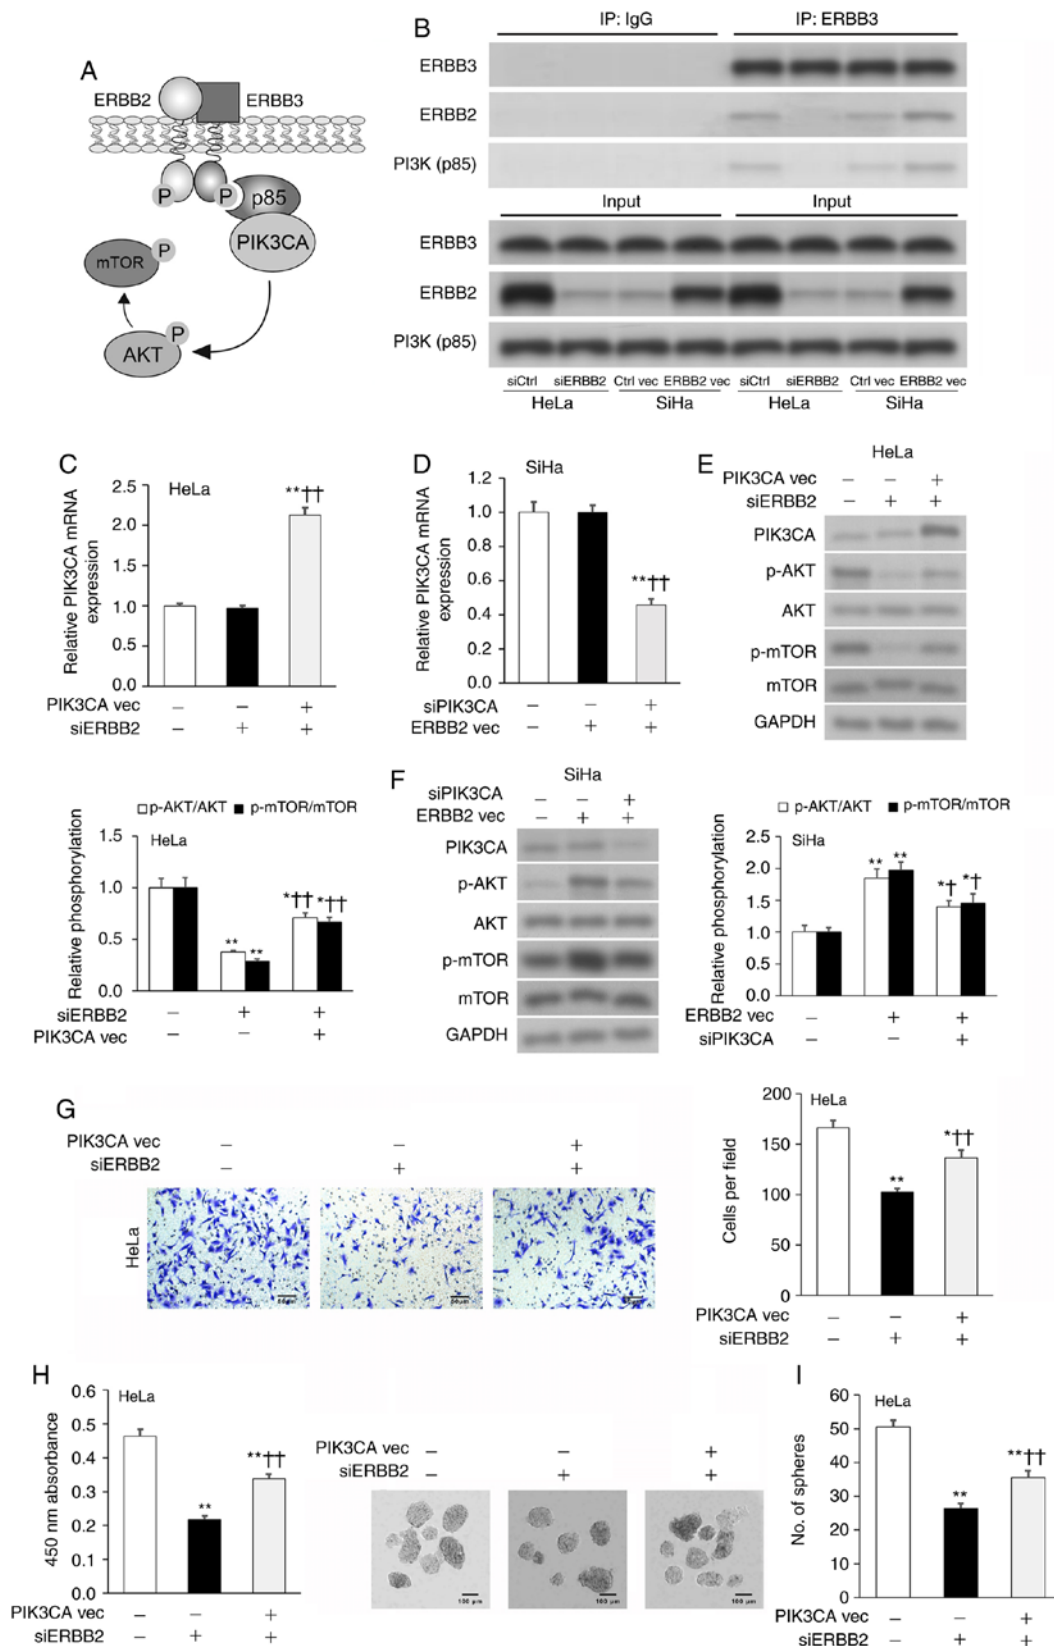 A
ERBB2
ERBB3
P
P
p85
PIK3CA
mTOR
P
AKT
P
B
IP: IgG
IP: ERBB3
ERBB3
ERBB2
PI3K (p85)
Input
Input
ERBB3
ERBB2
PI3K (p85)
siCtrl siERBB2 Ctrl vec ERBB2 vec siCtrl siERBB2 Ctrl vec ERBB2 vec
HeLa SiHa HeLa SiHa
C
HeLa
Relative PIK3CA mRNA
expression
2.5
2.0
1.5
1.0
0.5
0.0
**††
PIK3CA vec – – +
siERBB2 – + +
D
SiHa
Relative PIK3CA mRNA
expression
1.2
1.0
0.8
0.6
0.4
0.2
0.0
**††
siPIK3CA – – +
ERBB2 vec – + +
E
HeLa
PIK3CA vec – – +
siERBB2 – + +
PIK3CA
p-AKT
AKT
p-mTOR
mTOR
GAPDH
p-AKT/AKT p-mTOR/mTOR
HeLa
Relative phosphorylation
1.5
1.0
0.5
0.0
** ** *†† *††
siERBB2 – + +
PIK3CA vec – – +
F
SiHa
siPIK3CA – – +
ERBB2 vec – + +
PIK3CA
p-AKT
AKT
p-mTOR
mTOR
GAPDH
p-AKT/AKT p-mTOR/mTOR
SiHa
Relative phosphorylation
2.5
2.0
1.5
1.0
0.5
0.0
** ** *† *†
ERBB2 vec – + +
siPIK3CA – – +
G
PIK3CA vec – – +
siERBB2 – + +
HeLa
HeLa
Cells per field
200
150
100
50
0
** *††
PIK3CA vec – – +
siERBB2 – + +
H
HeLa
450 nm absorbance
0.6
0.5
0.4
0.3
0.2
0.1
0.0
** **††
PIK3CA vec – – +
siERBB2 – + +
PIK3CA vec – – +
siERBB2 – + +
100 μm 100 μm 100 μm
I
HeLa
No. of spheres
60
50
40
30
20
10
0
** **††
PIK3CA vec – – +
siERBB2 – + +